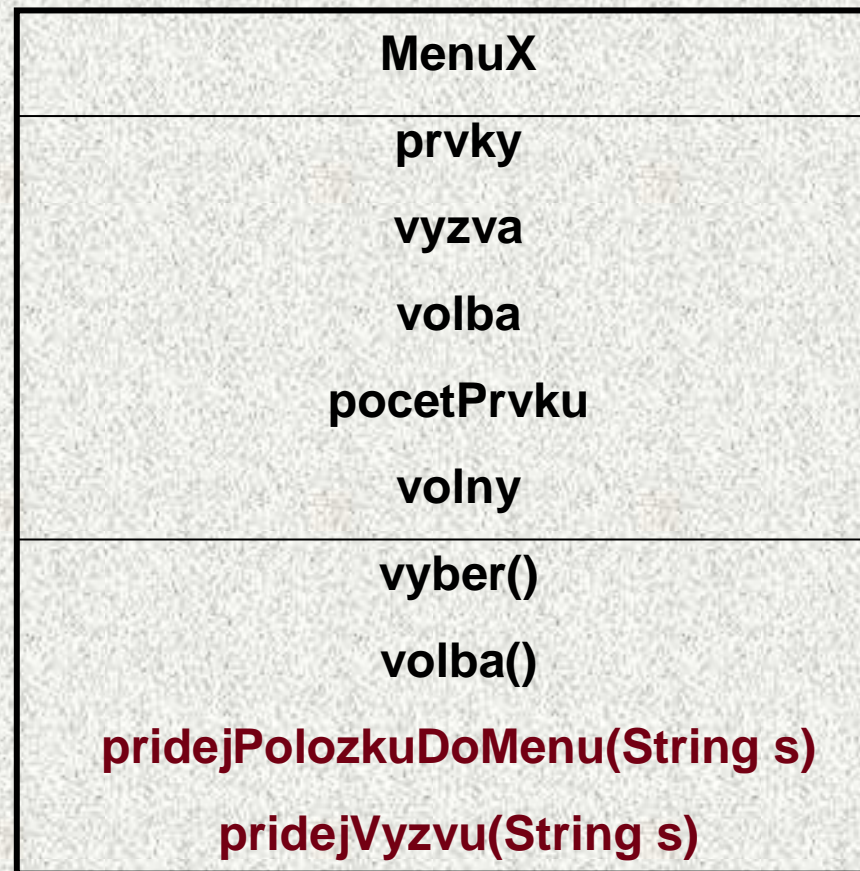 MenuX
prvky
vyzva
volba
pocetPrvku
volny
vyber()
volba()
pridejPolozkuDoMenu(String s)
pridejVyzvu(String s)